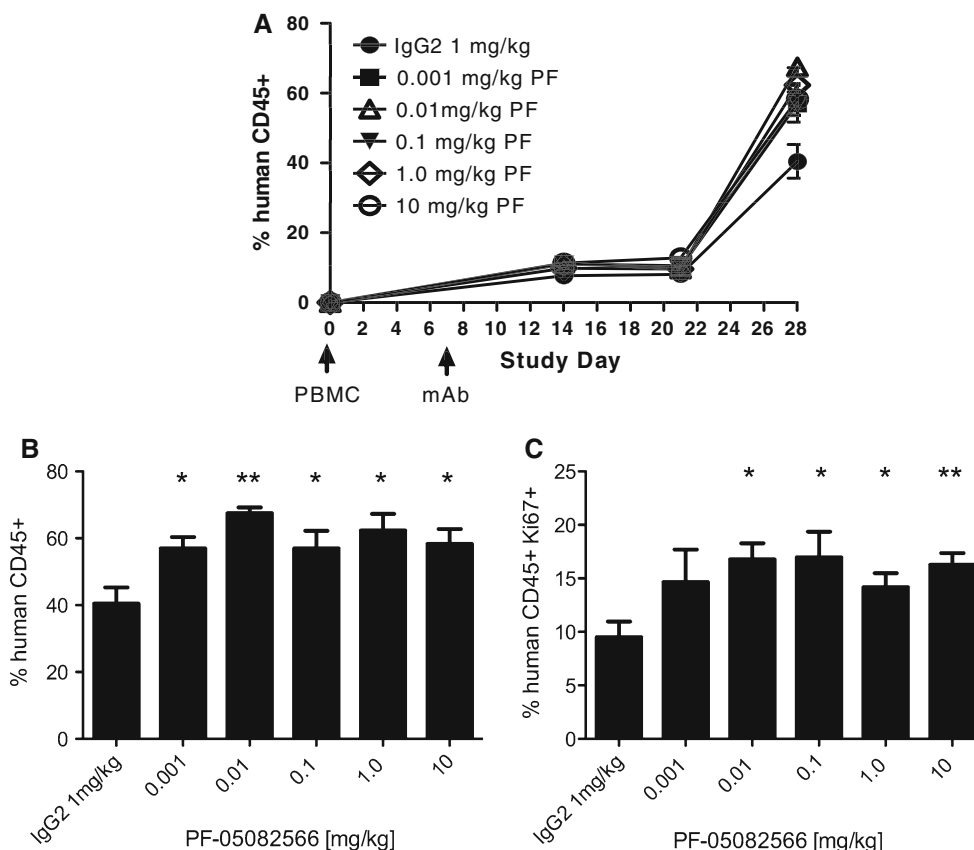 A
% human CD45+
80
60
40
20
0
IgG2 1 mg/kg
0.001 mg/kg PF
0.01mg/kg PF
0.1 mg/kg PF
1.0 mg/kg PF
10 mg/kg PF
0 2 4 6 8 10 12 14 16 18 20 22 24 26 28
Study Day
PBMC
mAb
B
% human CD45+
80
60
40
20
0
* ** * * *
IgG2 1mg/kg 0.001 0.01 0.1 1.0 10
PF-05082566 [mg/kg]
C
% human CD45+ Ki67+
25
20
15
10
5
0
* * * **
IgG2 1mg/kg 0.001 0.01 0.1 1.0 10
PF-05082566 [mg/kg]